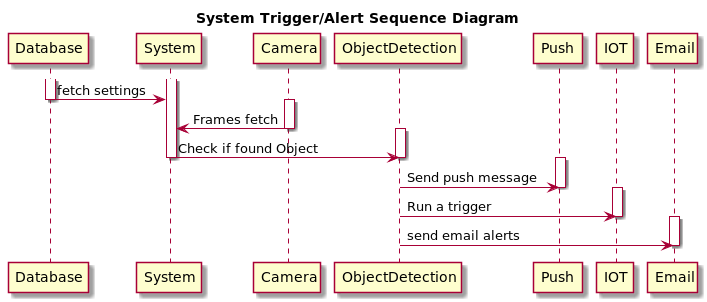 System Trigger/Alert Sequence Diagram
Database System Camera ObjectDetection Push IOT Email
fetch settings
Frames fetch
Check if found Object
Send push message
Run a trigger
send email alerts
Database System Camera ObjectDetection Push IOT Email